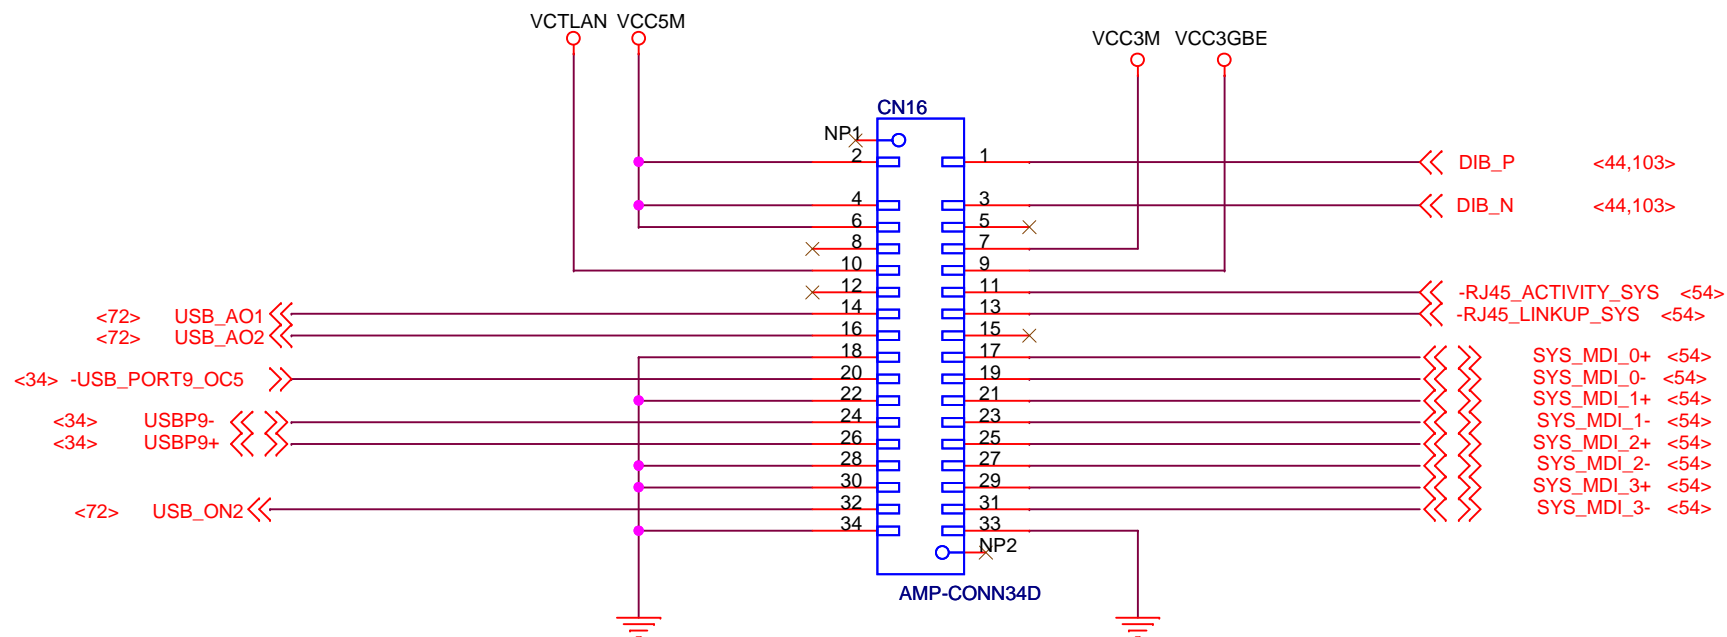 VCTLAN VCC5M
VCC3M VCC3GBE
CN16
NP1
2 1 DIB_P <44,103>
4 3 DIB_N <44,103>
6 5
8 7
10 9
12 11 -RJ45_ACTIVITY_SYS <54>
<72> USB_AO1 14 13 -RJ45_LINKUP_SYS <54>
<72> USB_AO2 16 15
18 17 SYS_MDI_0+ <54>
<34> -USB_PORT9_OC5 20 19 SYS_MDI_0- <54>
22 21 SYS_MDI_1+ <54>
<34> USBP9- 24 23 SYS_MDI_1- <54>
<34> USBP9+ 26 25 SYS_MDI_2+ <54>
28 27 SYS_MDI_2- <54>
30 29 SYS_MDI_3+ <54>
<72> USB_ON2 32 31 SYS_MDI_3- <54>
34 33
NP2
AMP-CONN34D